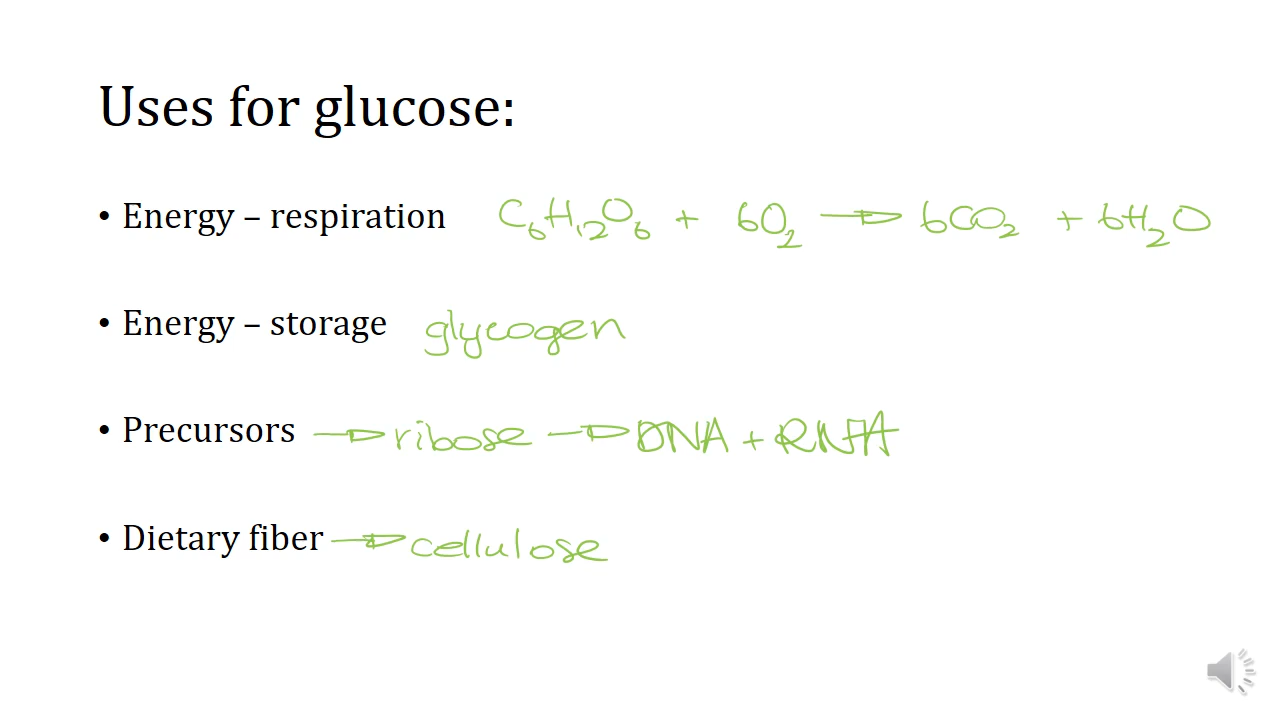 Uses for glucose:
• Energy – respiration C₆H₁₂O₆ + 6O₂ → 6CO₂ + 6H₂O
• Energy – storage glycogen
• Precursors → ribose → DNA + RNA
• Dietary fiber → cellulose